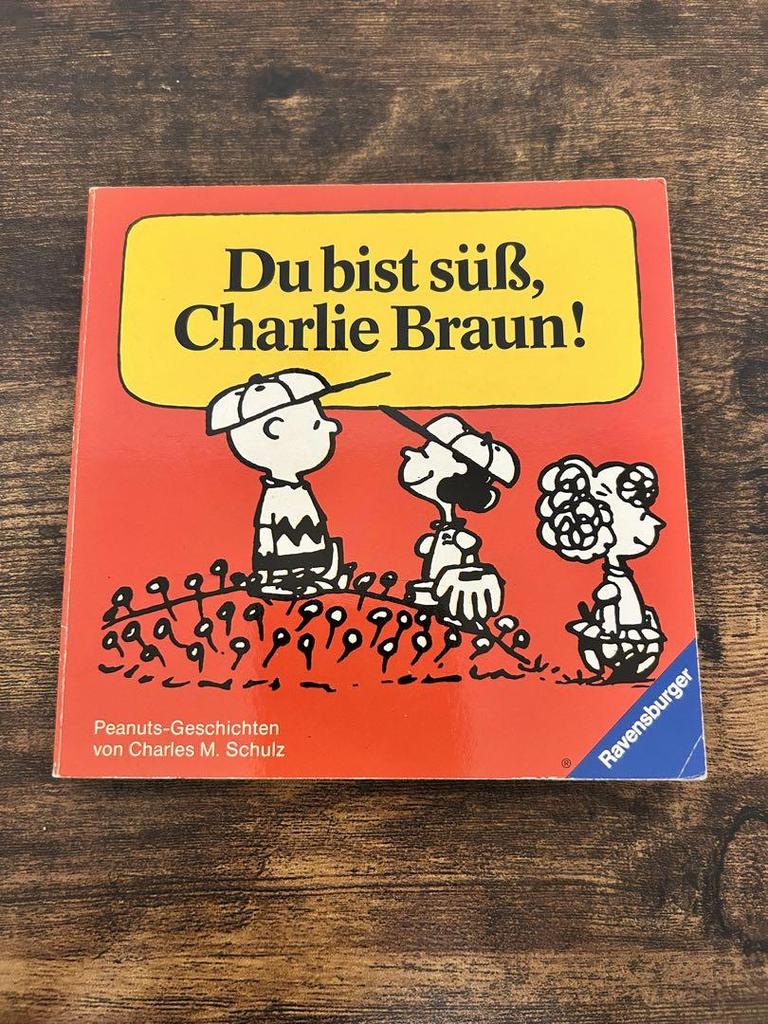 Du bist süß,
Charlie Braun!
Peanuts-Geschichten
von Charles M. Schulz
®
Ravensburger